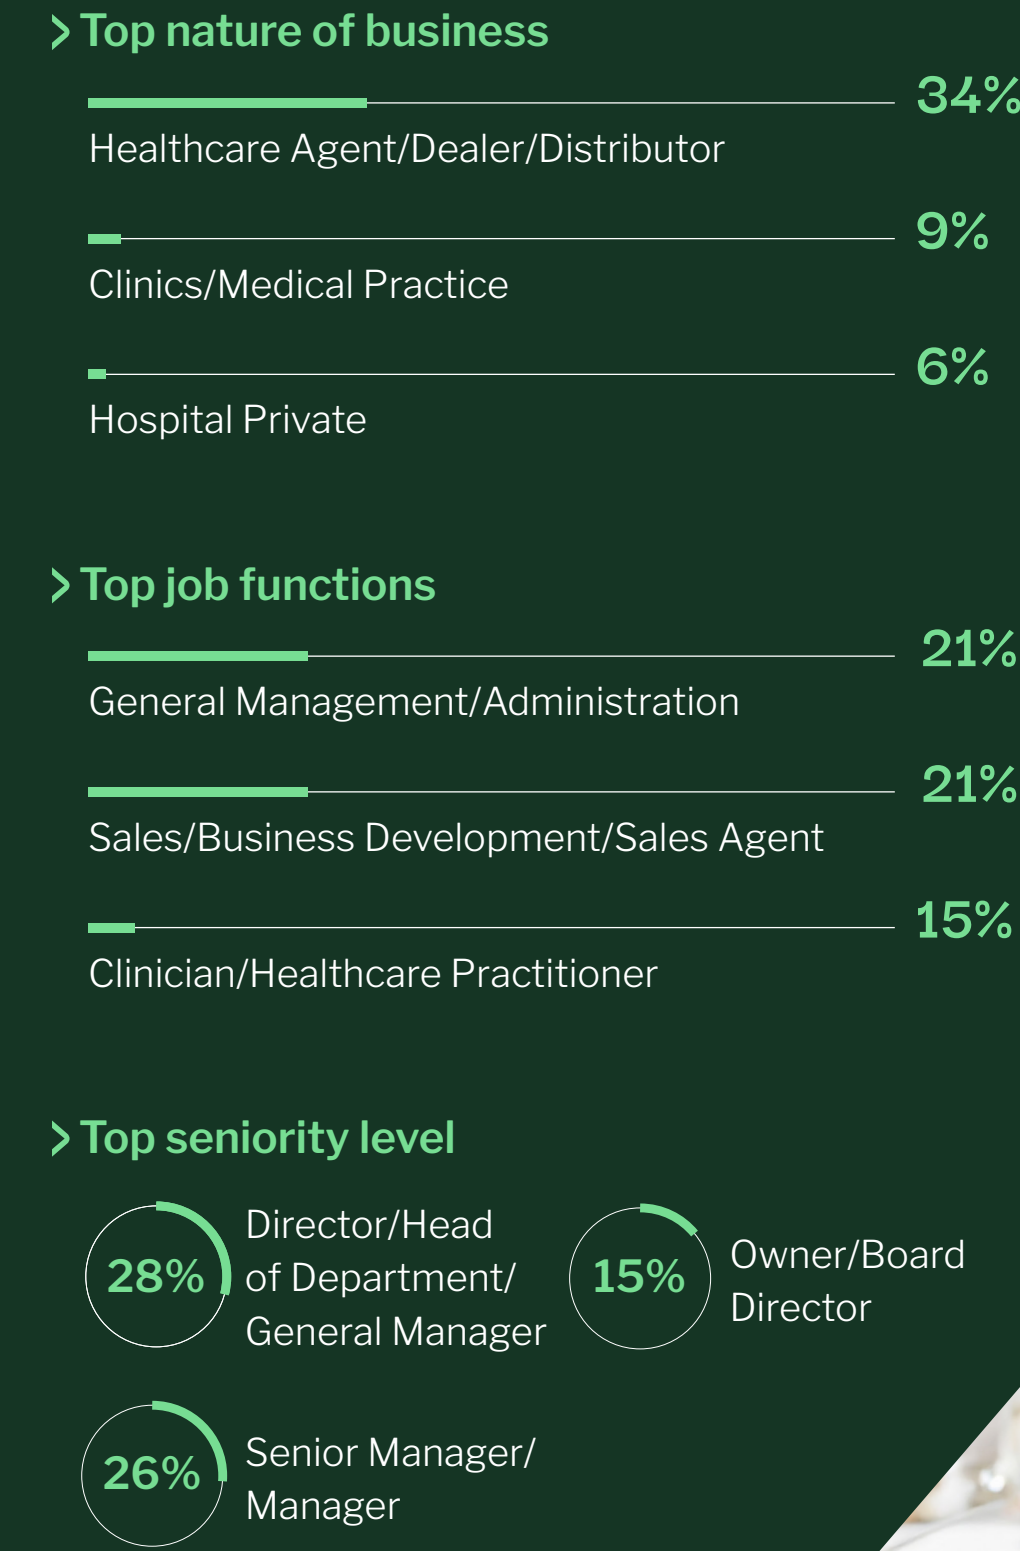 Top nature of business
34%
Healthcare Agent/Dealer/Distributor
9%
Clinics/Medical Practice
6%
Hospital Private
Top job functions
21%
General Management/Administration
21%
Sales/Business Development/Sales Agent
15%
Clinician/Healthcare Practitioner
Top seniority level
28%
Director/Head
of Department/
General Manager
15%
Owner/Board
Director
26%
Senior Manager/
Manager